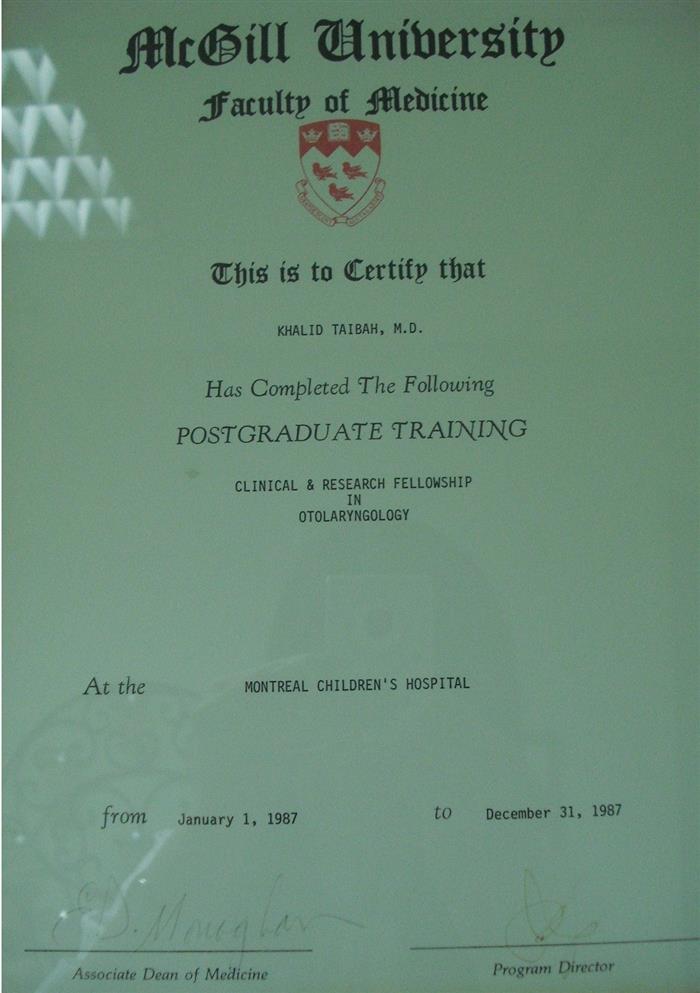 McGill University
Faculty of Medicine
This is to Certify that
KHALID TAIBAH, M.D.
Has Completed The Following
POSTGRADUATE TRAINING
CLINICAL & RESEARCH FELLOWSHIP
IN
OTOLARYNGOLOGY
At the MONTREAL CHILDREN'S HOSPITAL
from January 1, 1987 to December 31, 1987
E.D. Monaghan
Associate Dean of Medicine Program Director